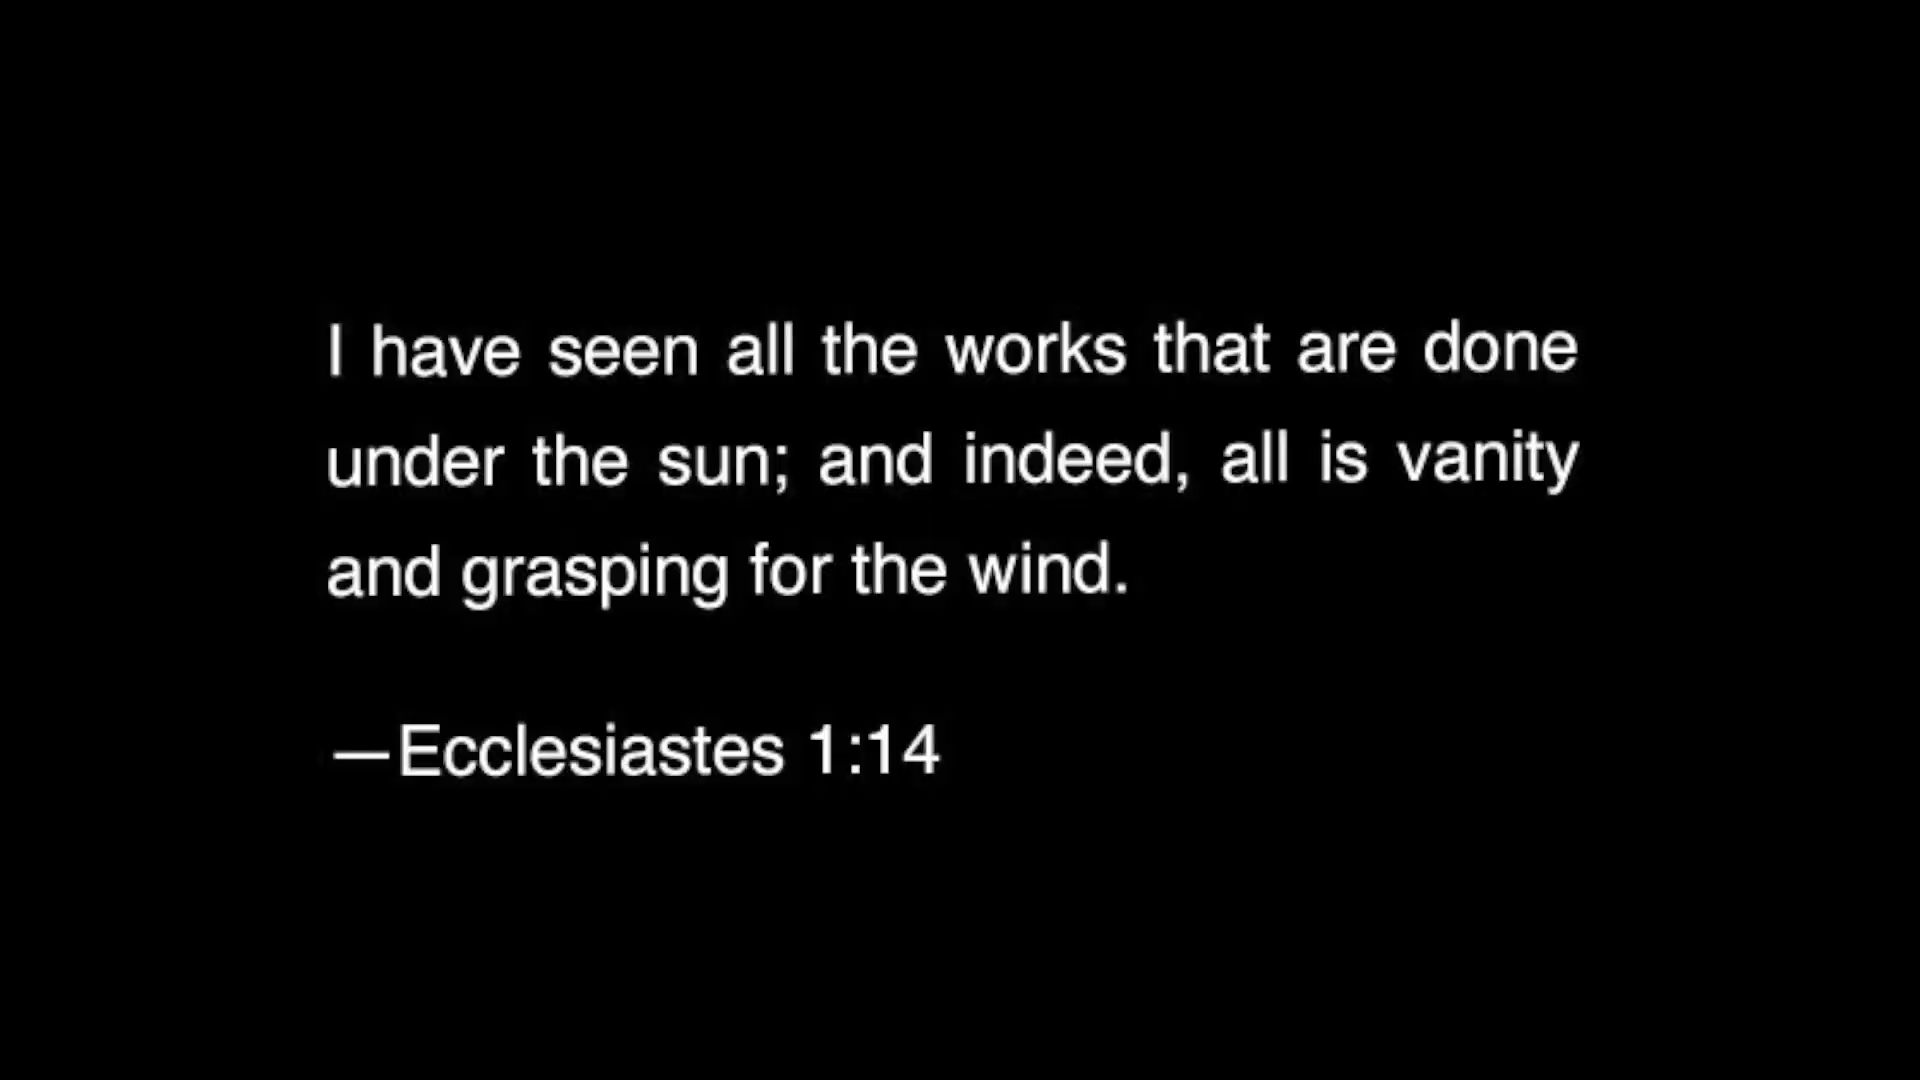 I have seen all the works that are done
under the sun; and indeed, all is vanity
and grasping for the wind.
—Ecclesiastes 1:14